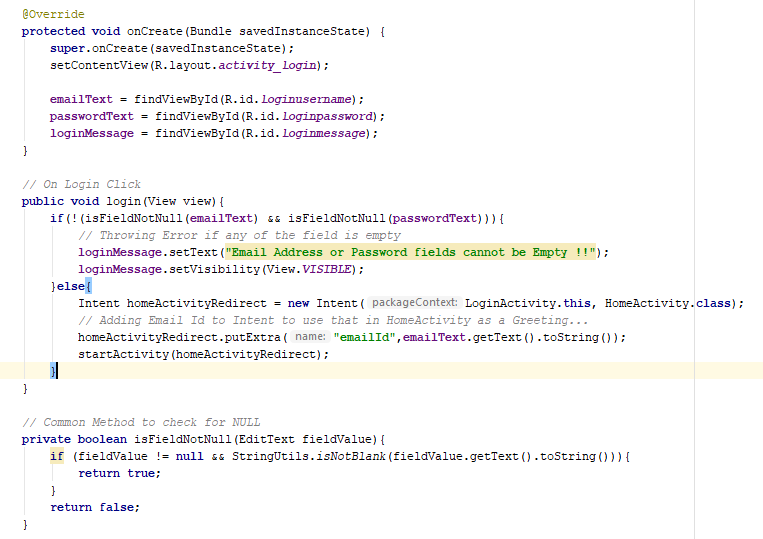 @Override
protected void onCreate(Bundle savedInstanceState) {
    super.onCreate(savedInstanceState);
    setContentView(R.layout.activity_login);

    emailText = findViewById(R.id.loginusername);
    passwordText = findViewById(R.id.loginpassword);
    loginMessage = findViewById(R.id.loginmessage);
}

// On Login Click
public void login(View view){
    if(!(isFieldNotNull(emailText) && isFieldNotNull(passwordText))){
        // Throwing Error if any of the field is empty
        loginMessage.setText("Email Address or Password fields cannot be Empty !!");
        loginMessage.setVisibility(View.VISIBLE);
    }else{
        Intent homeActivityRedirect = new Intent( packageContext: LoginActivity.this, HomeActivity.class);
        // Adding Email Id to Intent to use that in HomeActivity as a Greeting...
        homeActivityRedirect.putExtra( name: "emailId",emailText.getText().toString());
        startActivity(homeActivityRedirect);
    }
}

// Common Method to check for NULL
private boolean isFieldNotNull(EditText fieldValue){
    if (fieldValue != null && StringUtils.isNotBlank(fieldValue.getText().toString())){
        return true;
    }
    return false;
}